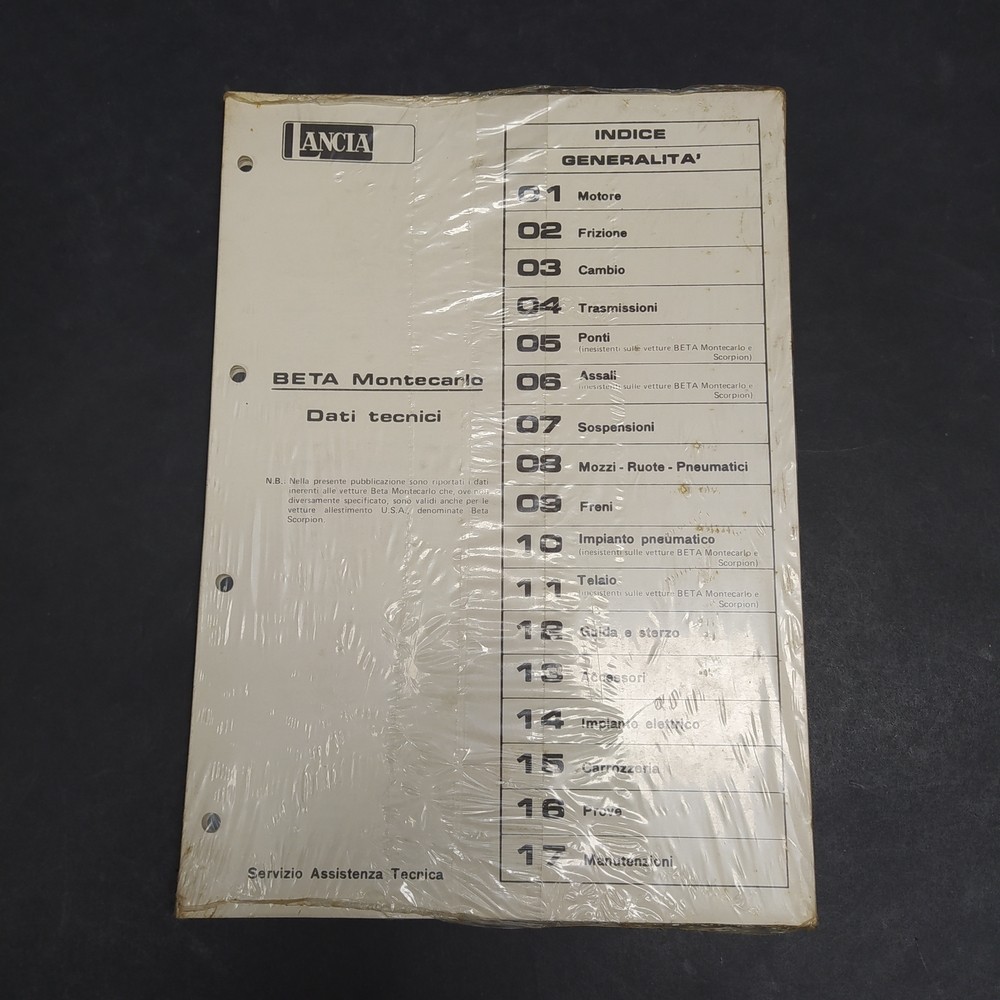 LANCIA
BETA Montecarlo
Dati tecnici
N.B.: Nella presente pubblicazione sono riportati i dati
inerenti alle vetture Beta Montecarlo che, ove non
diversamente specificato, sono validi anche per le
vetture allestimento U.S.A. denominate Beta
Scorpion.
Servizio Assistenza Tecnica
INDICE
GENERALITA'
01 Motore
02 Frizione
03 Cambio
04 Trasmissioni
05 Ponti
(inesistenti sulle vetture BETA Montecarlo e
Scorpion)
06 Assali
(inesistenti sulle vetture BETA Montecarlo e
Scorpion)
07 Sospensioni
08 Mozzi - Ruote - Pneumatici
09 Freni
10 Impianto pneumatico
(inesistenti sulle vetture BETA Montecarlo e
Scorpion)
11 Telaio
(inesistenti sulle vetture BETA Montecarlo e
Scorpion)
12 Guida e sterzo
13 Accessori
14 Impianto elettrico
15 Carrozzeria
16 Prove
17 Manutenzioni